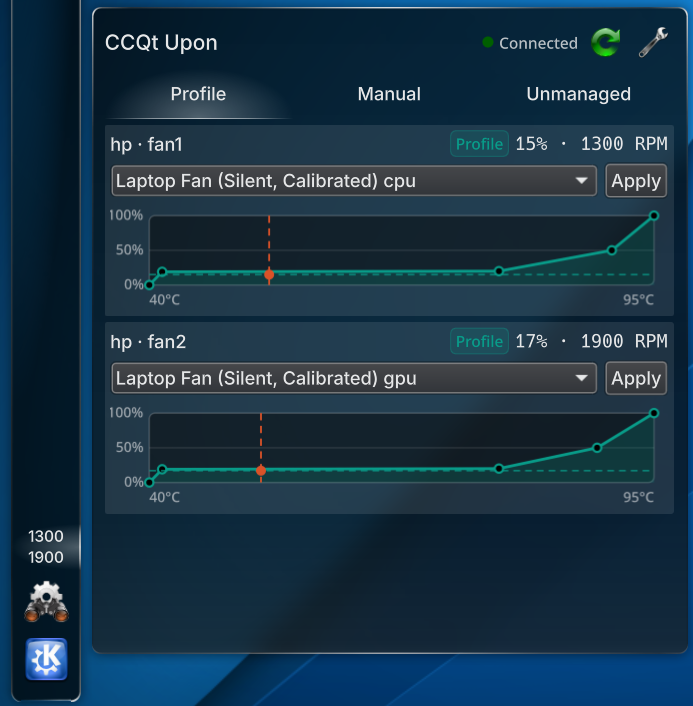 CCQt Upon
Connected
Profile Manual Unmanaged
hp · fan1 Profile 15% · 1300 RPM
Laptop Fan (Silent, Calibrated) cpu Apply
100%
50%
0%
40°C 95°C
hp · fan2 Profile 17% · 1900 RPM
Laptop Fan (Silent, Calibrated) gpu Apply
100%
50%
0%
40°C 95°C
1300
1900
K